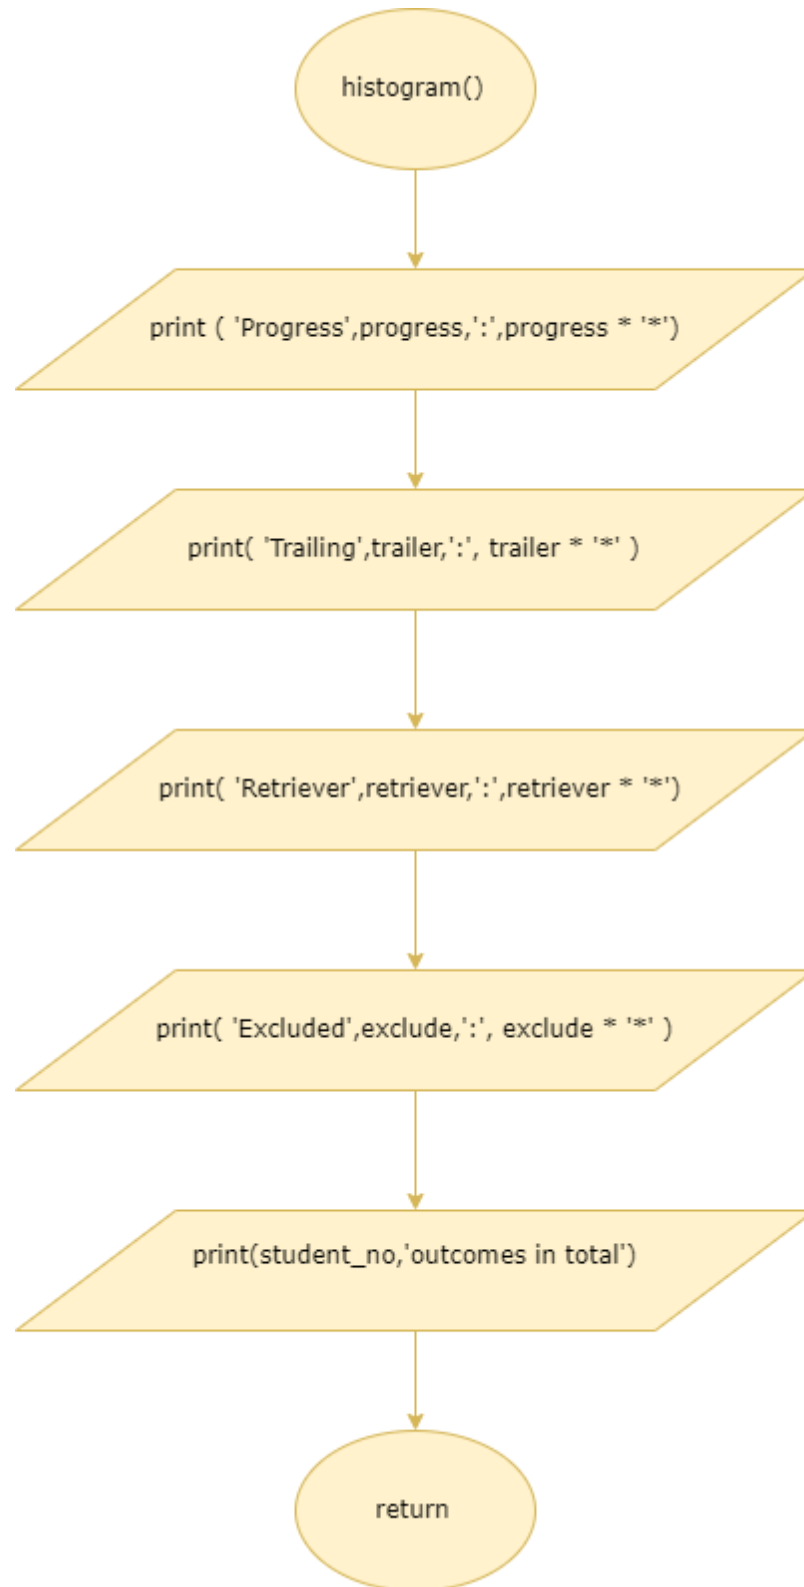 histogram()
print ( 'Progress',progress,':',progress * '*')
print( 'Trailing',trailer,':', trailer * '*' )
print( 'Retriever',retriever,':',retriever * '*')
print( 'Excluded',exclude,':', exclude * '*' )
print(student_no,'outcomes in total')
return